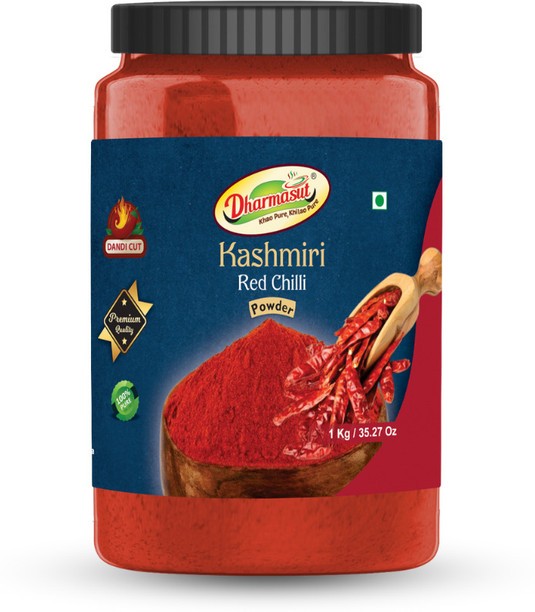 Dharmasut®
Khao Pure, Khilao Pure
Kashmiri
Red Chilli
Powder
DANDI CUT
Premium
Quality
100%
PURE
1 Kg / 35.27 Oz